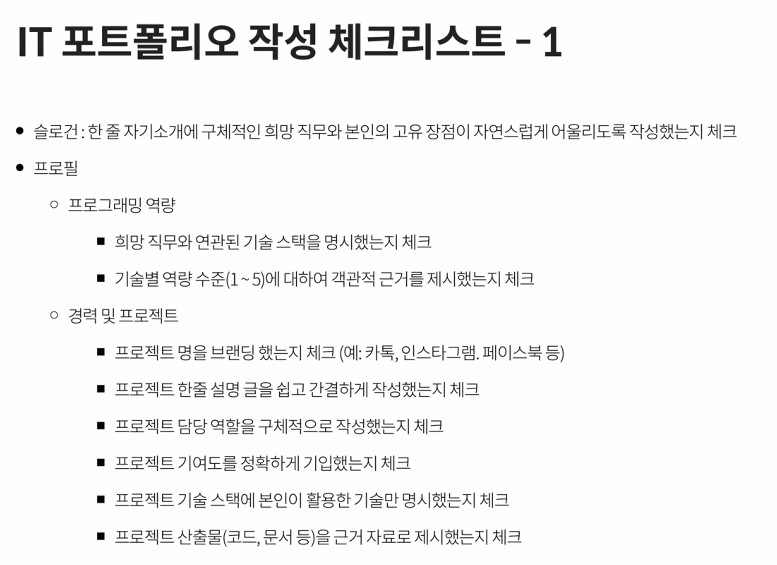 IT 포트폴리오 작성 체크리스트 - 1
● 슬로건 : 한 줄 자기소개에 구체적인 희망 직무와 본인의 고유 장점이 자연스럽게 어울리도록 작성했는지 체크
● 프로필
○ 프로그래밍 역량
■ 희망 직무와 연관된 기술 스택을 명시했는지 체크
■ 기술별 역량 수준(1 ~ 5)에 대하여 객관적 근거를 제시했는지 체크
○ 경력 및 프로젝트
■ 프로젝트 명을 브랜딩 했는지 체크 (예: 카톡, 인스타그램. 페이스북 등)
■ 프로젝트 한줄 설명 글을 쉽고 간결하게 작성했는지 체크
■ 프로젝트 담당 역할을 구체적으로 작성했는지 체크
■ 프로젝트 기여도를 정확하게 기입했는지 체크
■ 프로젝트 기술 스택에 본인이 활용한 기술만 명시했는지 체크
■ 프로젝트 산출물(코드, 문서 등)을 근거 자료로 제시했는지 체크